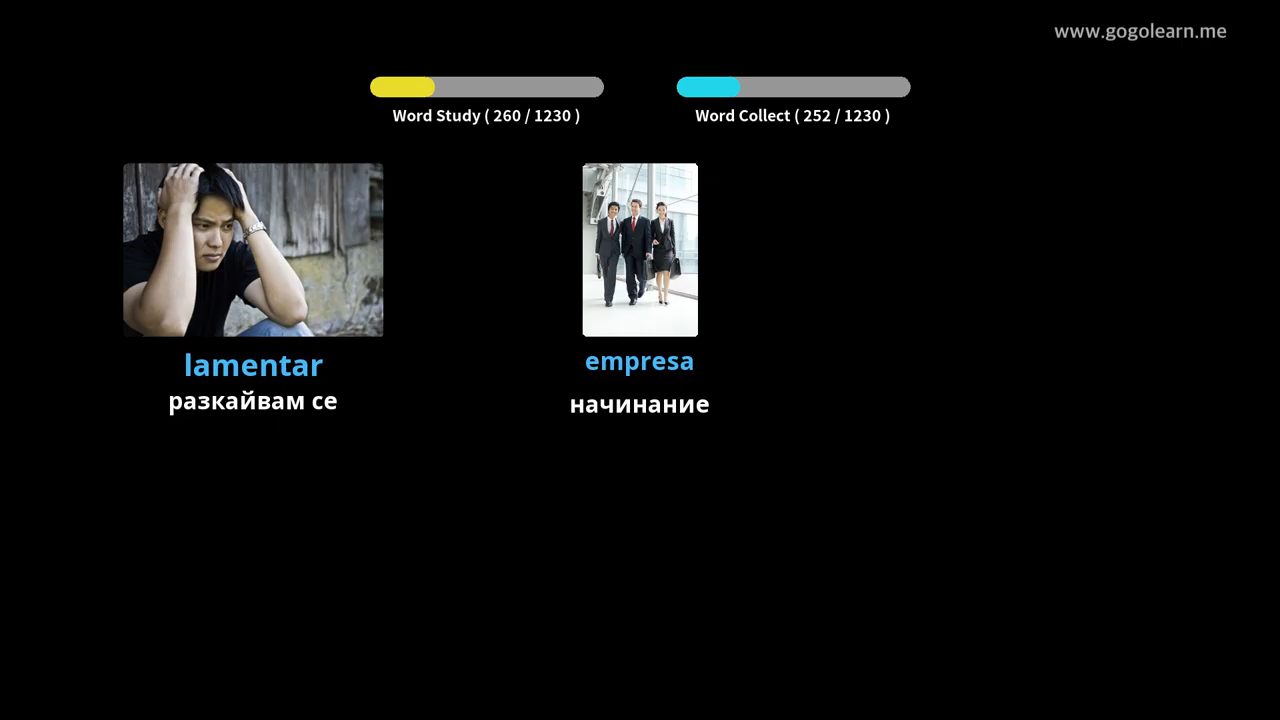 www.gogolearn.me
Word Study ( 260 / 1230 )
Word Collect ( 252 / 1230 )
lamentar
разкайвам се
empresa
начинание